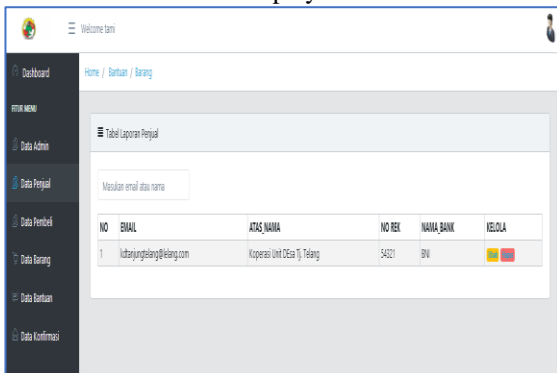 Welcome tami
Dashboard
Home / Bantuan / Barang
FITUR MENU
Data Admin
Tabel Laporan Penjual
Data Penjual
Masukan email atau nama
Data Pembeli
NO EMAIL ATAS_NAMA NO REK NAMA_BANK KELOLA
1 kdtanjungtelang@lelang.com Koperasi Unit DEsa Tj. Telang 54321 BNI
Data Barang
Data Bantuan
Data Konfirmasi